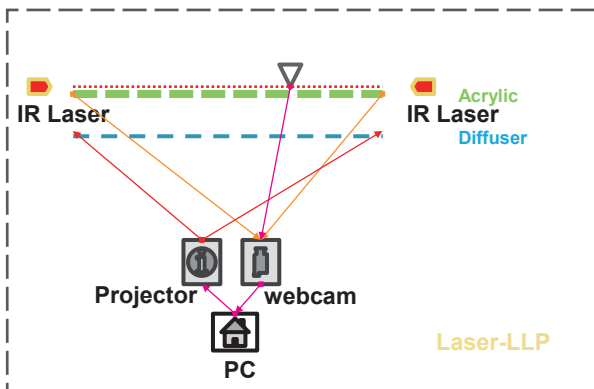 IR Laser
IR Laser
Acrylic
Diffuser
Projector
webcam
PC
Laser-LLP